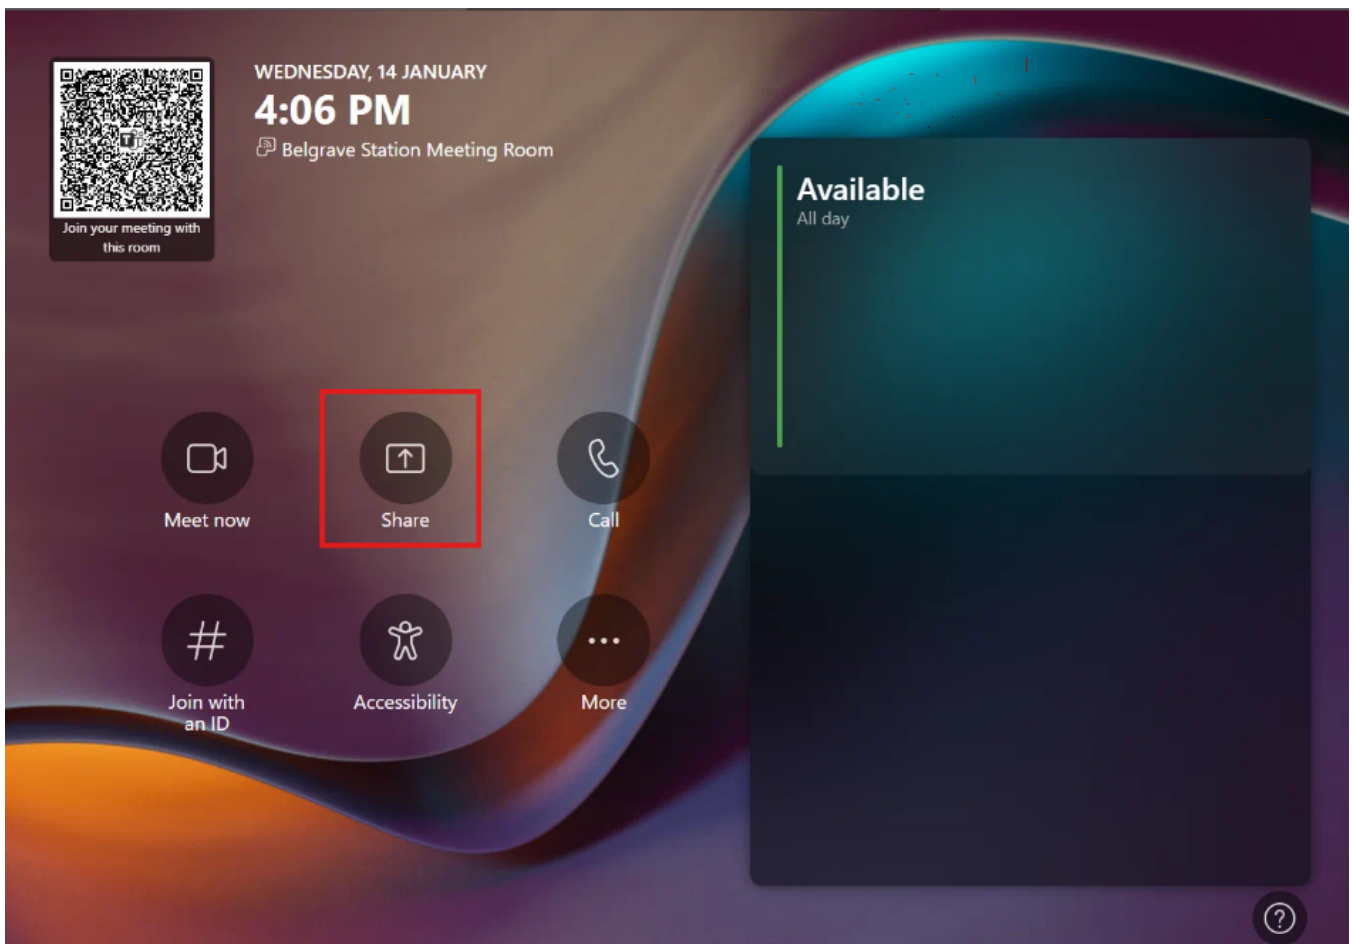 WEDNESDAY, 14 JANUARY
4:06 PM
Belgrave Station Meeting Room
Join your meeting with
this room
Available
All day
Meet now
Share
Call
Join with
an ID
Accessibility
More